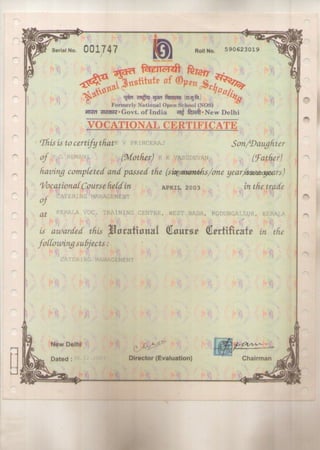 Serial No. 001747
Roll No. 590623019
राष्ट्रीय मुक्त विद्यालयी शिक्षा संस्थान
National Institute of Open Schooling
Formerly National Open School (NOS)
भारत सरकार • Govt. of India नई दिल्ली • New Delhi
VOCATIONAL CERTIFICATE
This is to certify that K V PRINCERAJ Son/Daughter
of HEMANI (Mother) K K VASUDEVAN (Father)
having completed and passed the (six months/one year/ years)
Vocational Course held in APRIL 2003 in the trade
of CATERING MANAGEMENT
at KERALA VOC. TRAINING CENTRE, WEST NADA, KODUNGALLUR, KERALA
is awarded this Vocational Course Certificate in the
following subjects:
CATERING MANAGEMENT
New Delhi
Dated : 2003
Director (Evaluation)
Chairman